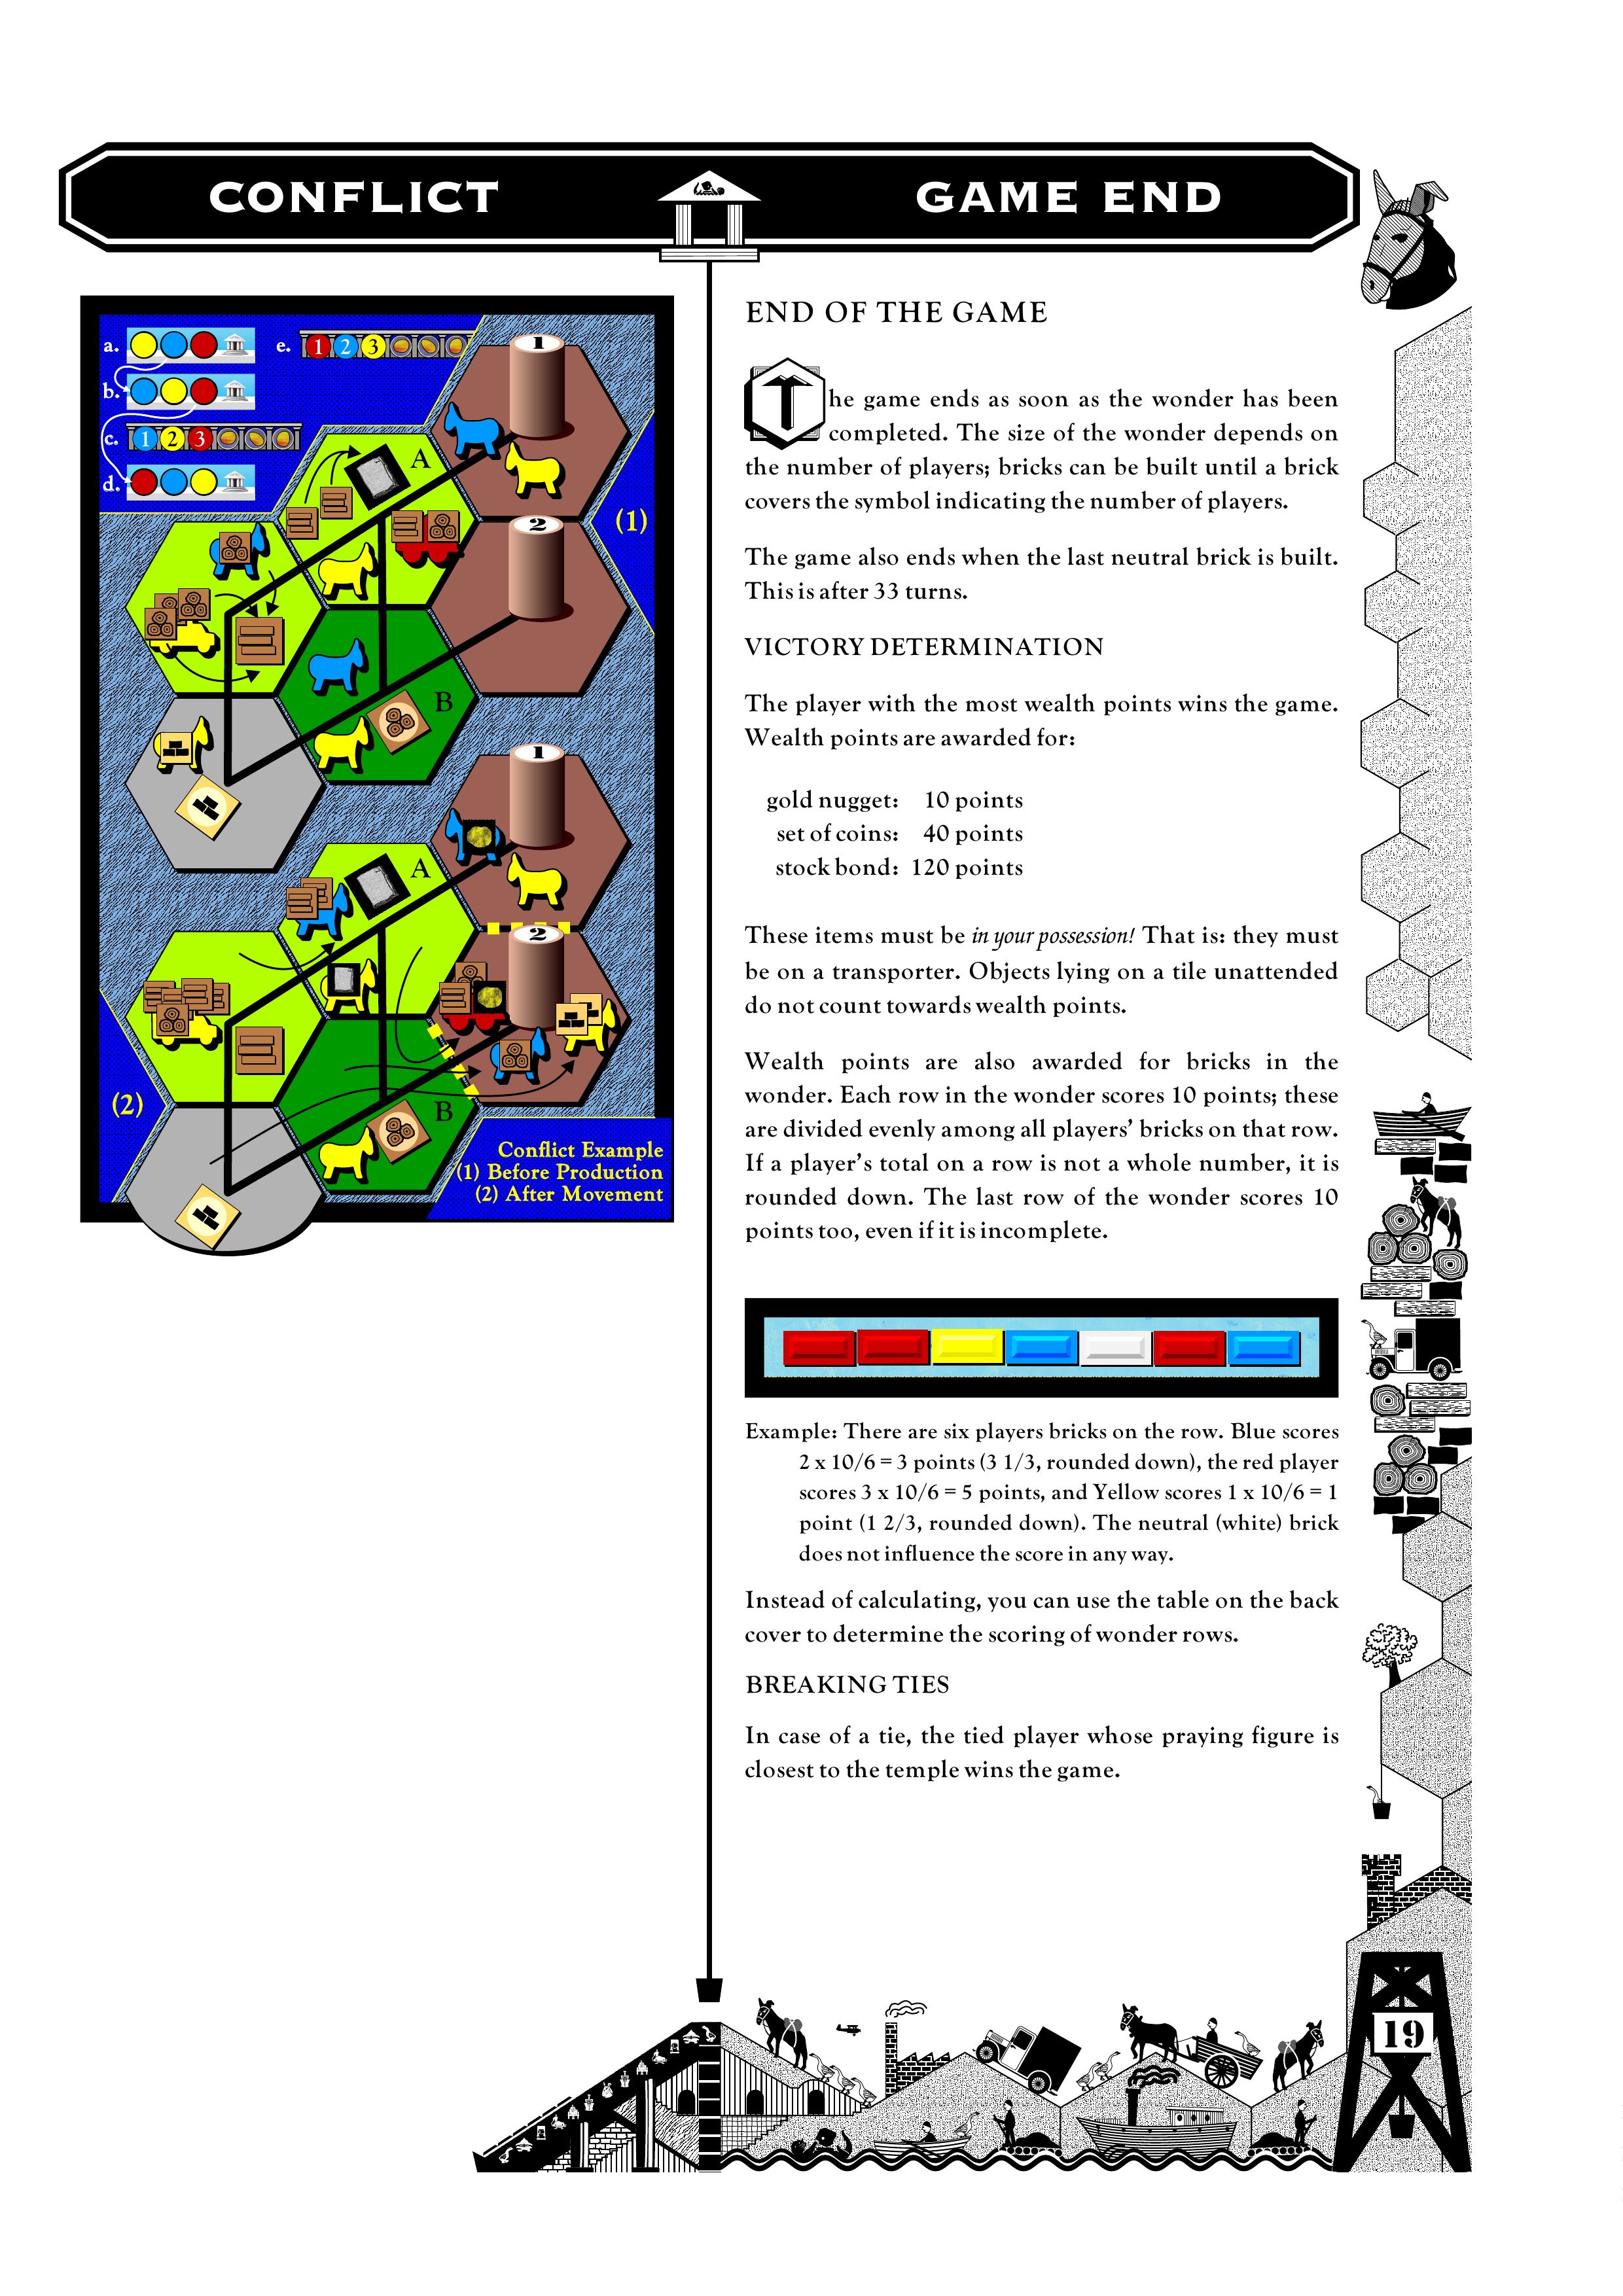 CONFLICT
GAME END
a.
e. 1 2 3
b.
c. 1 2 3
d.
1
A
(1)
2
B
1
A
2
(2)
B
Conflict Example
(1) Before Production
(2) After Movement
END OF THE GAME
The game ends as soon as the wonder has been
completed. The size of the wonder depends on
the number of players; bricks can be built until a brick
covers the symbol indicating the number of players.
The game also ends when the last neutral brick is built.
This is after 33 turns.
VICTORY DETERMINATION
The player with the most wealth points wins the game.
Wealth points are awarded for:
gold nugget: 10 points
set of coins: 40 points
stock bond: 120 points
These items must be in your possession! That is: they must
be on a transporter. Objects lying on a tile unattended
do not count towards wealth points.
Wealth points are also awarded for bricks in the
wonder. Each row in the wonder scores 10 points; these
are divided evenly among all players' bricks on that row.
If a player's total on a row is not a whole number, it is
rounded down. The last row of the wonder scores 10
points too, even if it is incomplete.
Example: There are six players bricks on the row. Blue scores
2 x 10/6 = 3 points (3 1/3, rounded down), the red player
scores 3 x 10/6 = 5 points, and Yellow scores 1 x 10/6 = 1
point (1 2/3, rounded down). The neutral (white) brick
does not influence the score in any way.
Instead of calculating, you can use the table on the back
cover to determine the scoring of wonder rows.
BREAKING TIES
In case of a tie, the tied player whose praying figure is
closest to the temple wins the game.
19